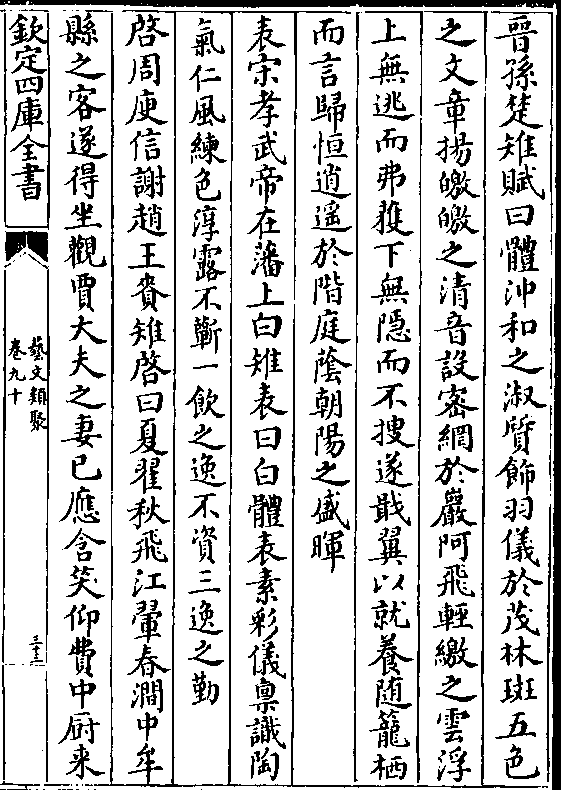 晉孫楚雉賦曰體沖和之淑質飾羽儀於茂林斑五色
之文章揚皦皦之清音設密網於巖阿飛輕繳之雲浮
上無逃而弗獲下無隱而不搜遂戢翼以就養随籠栖
而言歸恒逍遥於階庭蔭朝陽之盛暉
表宋孝武帝在藩上白雉表曰白體表素彩儀禀識陶
氣仁風練色淳露不蘄一飲之逸不資三逸之勤
啓周庾信謝趙王賚雉啓曰夏翟秋飛江翬春澗中牟
縣之客遂得坐觀賈大夫之妻已應含笑仰費中厨来
欽定四庫全書
藝文類聚
卷九十
三十三